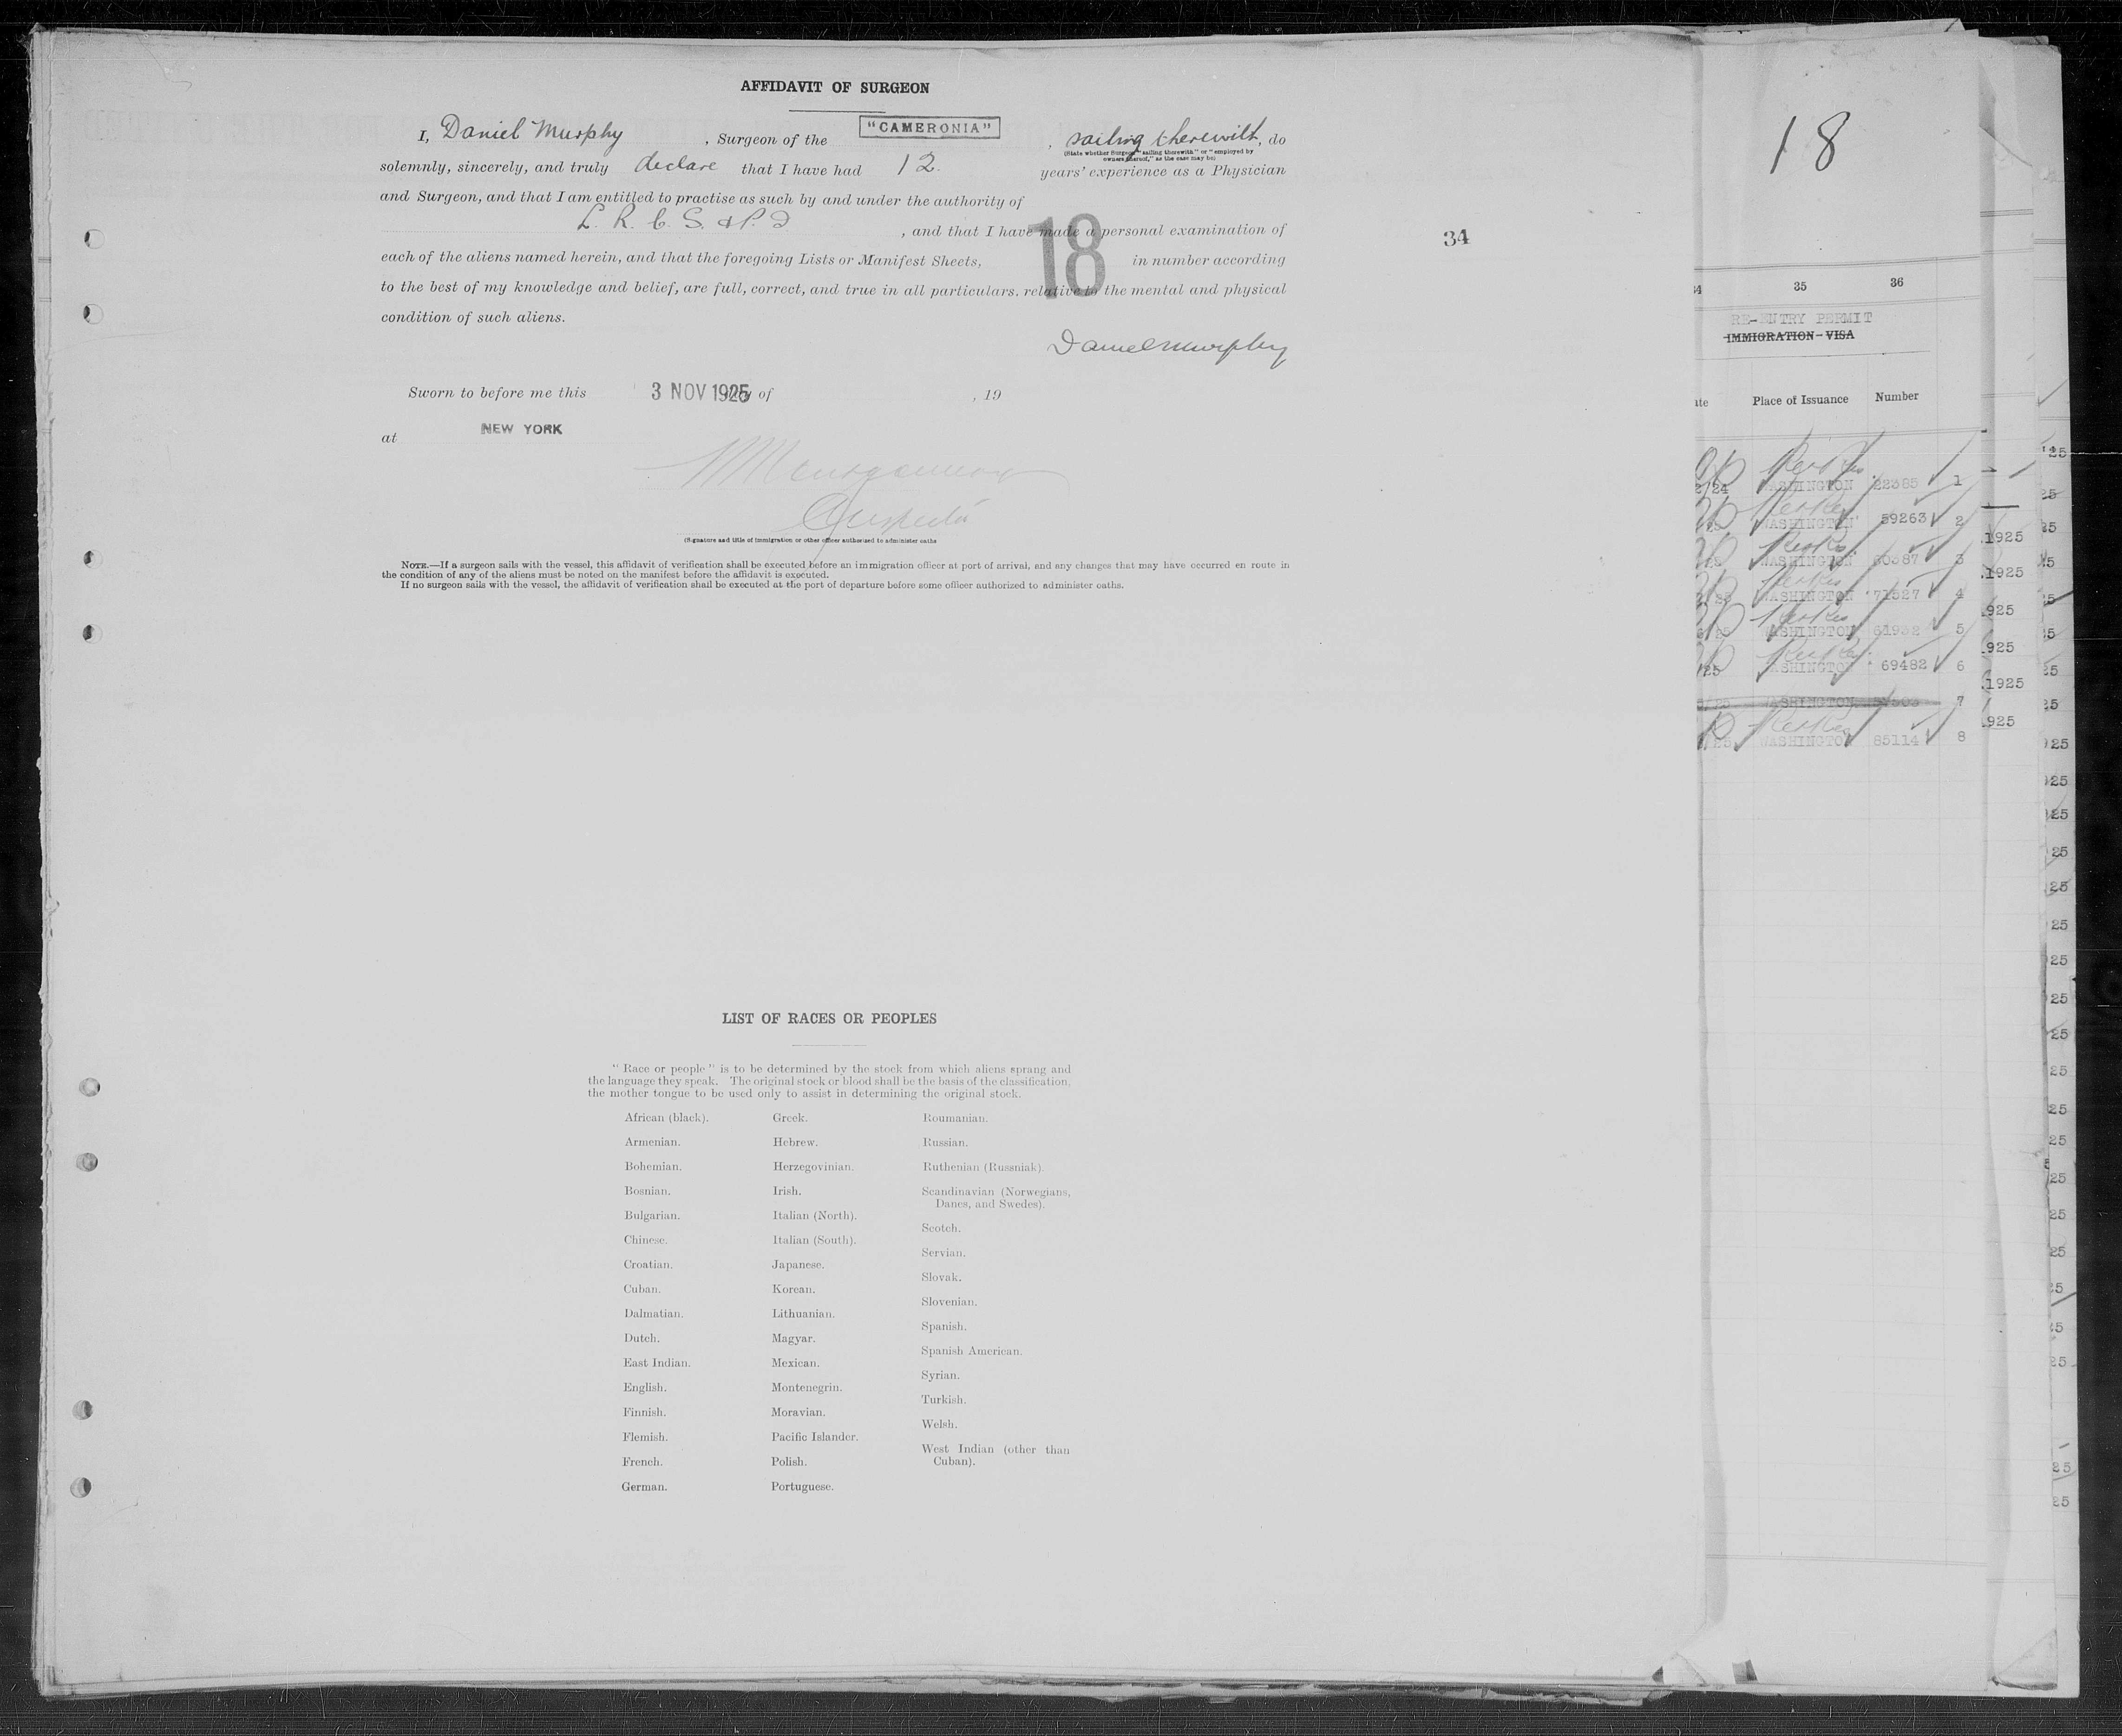 AFFIDAVIT OF SURGEON
I, Daniel Murphy, Surgeon of the "CAMERONIA", sailing therewith, do
(State whether Surgeon "sailing therewith" or "employed by
owners thereof," as the case may be)
solemnly, sincerely, and truly declare that I have had 12. years' experience as a Physician
and Surgeon, and that I am entitled to practise as such by and under the authority of
L. R. C. S. & P. I, and that I have made a personal examination of
each of the aliens named herein, and that the foregoing Lists or Manifest Sheets, 18 in number according
to the best of my knowledge and belief, are full, correct, and true in all particulars, relative to the mental and physical
condition of such aliens.
Daniel Murphy
Sworn to before me this 3 NOV 1925 day of , 19
at NEW YORK
(Signature and title of immigration or other officer authorized to administer oaths
NOTE.—If a surgeon sails with the vessel, this affidavit of verification shall be executed before an immigration officer at port of arrival, and any changes that may have occurred en route in
the condition of any of the aliens must be noted on the manifest before the affidavit is executed.
If no surgeon sails with the vessel, the affidavit of verification shall be executed at the port of departure before some officer authorized to administer oaths.
34
LIST OF RACES OR PEOPLES
"Race or people" is to be determined by the stock from which aliens sprang and
the language they speak. The original stock or blood shall be the basis of the classification,
the mother tongue to be used only to assist in determining the original stock.
African (black).
Armenian.
Bohemian.
Bosnian.
Bulgarian.
Chinese.
Croatian.
Cuban.
Dalmatian.
Dutch.
East Indian.
English.
Finnish.
Flemish.
French.
German.
Greek.
Hebrew.
Herzegovinian.
Irish.
Italian (North).
Italian (South).
Japanese.
Korean.
Lithuanian.
Magyar.
Mexican.
Montenegrin.
Moravian.
Pacific Islander.
Polish.
Portuguese.
Roumanian.
Russian.
Ruthenian (Russniak).
Scandinavian (Norwegians,
Danes, and Swedes).
Scotch.
Servian.
Slovak.
Slovenian.
Spanish.
Spanish American.
Syrian.
Turkish.
Welsh.
West Indian (other than
Cuban).
18
35 36
RE-ENTRY PERMIT
IMMIGRATION-VISA
Place of Issuance Number
WASHINGTON 22385 1
WASHINGTON 59263 2
WASHINGTON 60387 3
WASHINGTON 71527 4
WASHINGTON 61932 5
WASHINGTON 69482 6
WASHINGTON 7
WASHINGTON 85114 8